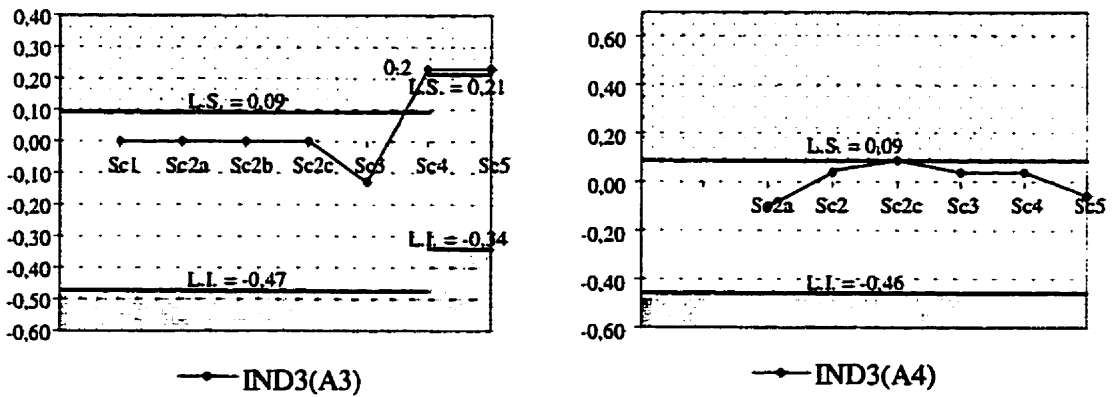 0,40
0,30
0,20
0,10
0,00
-0,10
-0,20
-0,30
-0,40
-0,50
-0,60
L.S. = 0,09
0,2
L.S. = 0,21
Sc1 Sc2a Sc2b Sc2c Sc3 Sc4 Sc5
L.I. = -0,34
L.I. = -0,47
IND3(A3)
0,60
0,40
0,20
0,00
-0,20
-0,40
-0,60
L.S. = 0,09
Sc2a Sc2 Sc2c Sc3 Sc4 Sc5
L.I. = -0,46
IND3(A4)